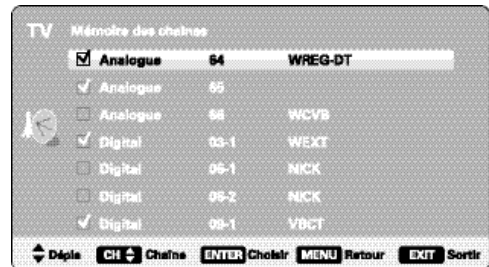 TV Mémoire des chaînes
Analogue 64 WREG-DT
Analogue 65
Analogue 66 WCVB
Digital 03-1 WEXT
Digital 06-1 NICK
Digital 06-2 NICK
Digital 09-1 VBCT
Dépla CH Chaîne ENTER Choisir MENU Retour EXIT Sortir